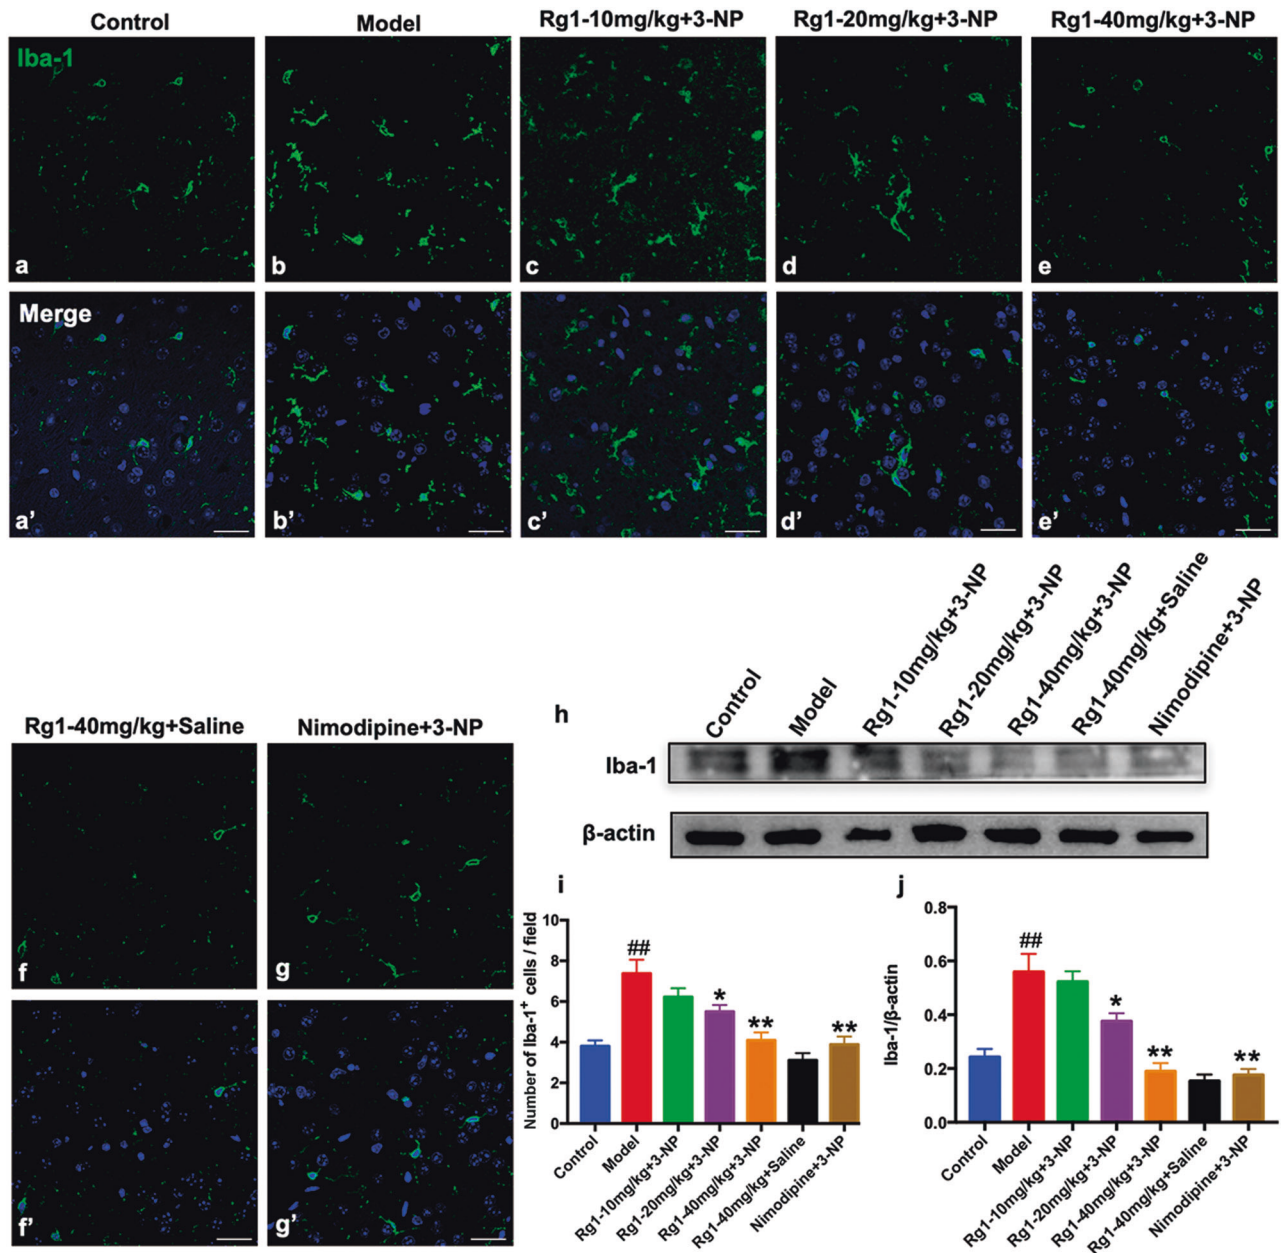 Control Model Rg1-10mg/kg+3-NP Rg1-20mg/kg+3-NP Rg1-40mg/kg+3-NP
Iba-1
a b c d e
Merge
a' b' c' d' e'
Rg1-40mg/kg+Saline Nimodipine+3-NP
f g
f' g'
h
Control Model Rg1-10mg/kg+3-NP Rg1-20mg/kg+3-NP Rg1-40mg/kg+3-NP Rg1-40mg/kg+Saline Nimodipine+3-NP
Iba-1
β-actin
i
Number of Iba-1⁺ cells / field
10
8
6
4
2
0
##
*
**
**
Control Model Rg1-10mg/kg+3-NP Rg1-20mg/kg+3-NP Rg1-40mg/kg+3-NP Rg1-40mg/kg+Saline Nimodipine+3-NP
j
Iba-1/β-actin
0.8
0.6
0.4
0.2
0.0
##
*
**
**
Control Model Rg1-10mg/kg+3-NP Rg1-20mg/kg+3-NP Rg1-40mg/kg+3-NP Rg1-40mg/kg+Saline Nimodipine+3-NP